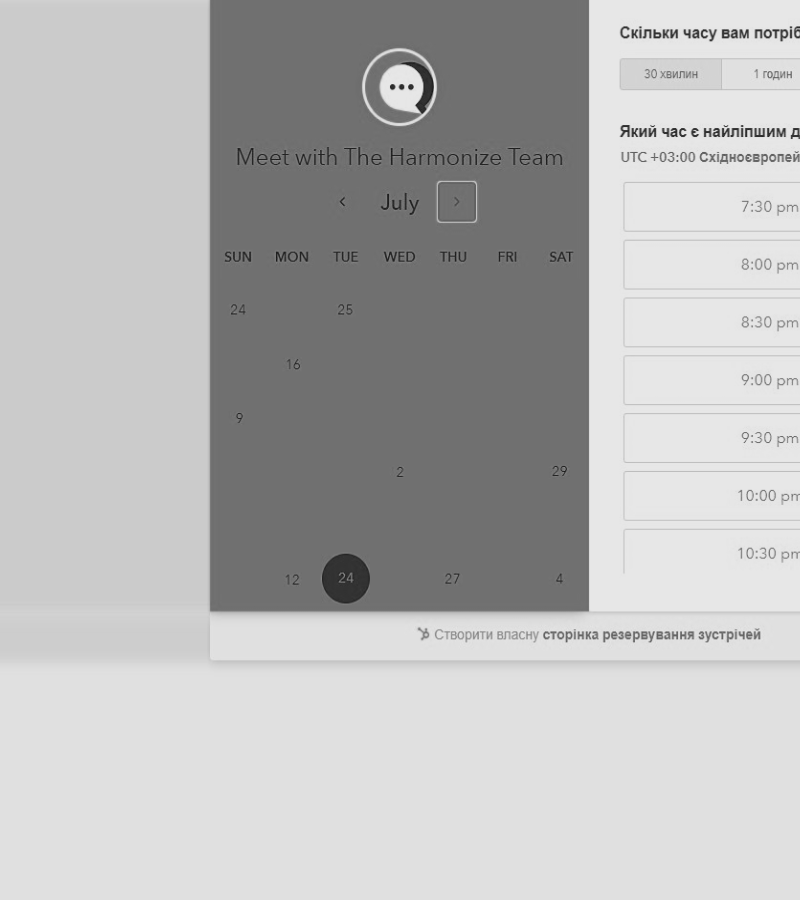 Скільки часу вам потріб
30 хвилин 1 годин
Meet with The Harmonize Team
July
Який час є найліпшим д
UTC +03:00 Східноєвропей
SUN MON TUE WED THU FRI SAT
24 25
16
9
2 29
12 24 27 4
7:30 pm
8:00 pm
8:30 pm
9:00 pm
9:30 pm
10:00 pm
10:30 pm
Створити власну сторінка резервування зустрічей